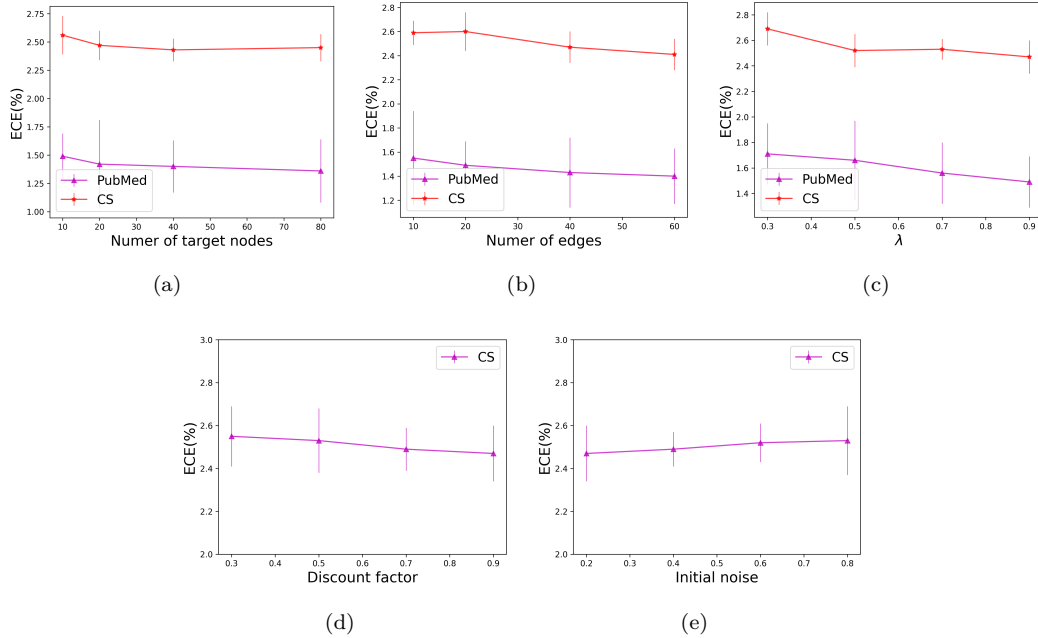 2.75
2.50
2.25
2.00
1.75
1.50
1.25
1.00
ECE(%)
PubMed
CS
10 20 30 40 50 60 70 80
Numer of target nodes
(a)
2.6
2.4
2.2
2.0
1.8
1.6
1.4
1.2
ECE(%)
PubMed
CS
10 20 30 40 50 60
Numer of edges
(b)
2.8
2.6
2.4
2.2
2.0
1.8
1.6
1.4
ECE(%)
PubMed
CS
0.3 0.4 0.5 0.6 0.7 0.8 0.9
λ
(c)
3.0
2.8
2.6
2.4
2.2
2.0
ECE(%)
CS
0.3 0.4 0.5 0.6 0.7 0.8 0.9
Discount factor
(d)
3.0
2.8
2.6
2.4
2.2
2.0
ECE(%)
CS
0.2 0.3 0.4 0.5 0.6 0.7 0.8
Initial noise
(e)